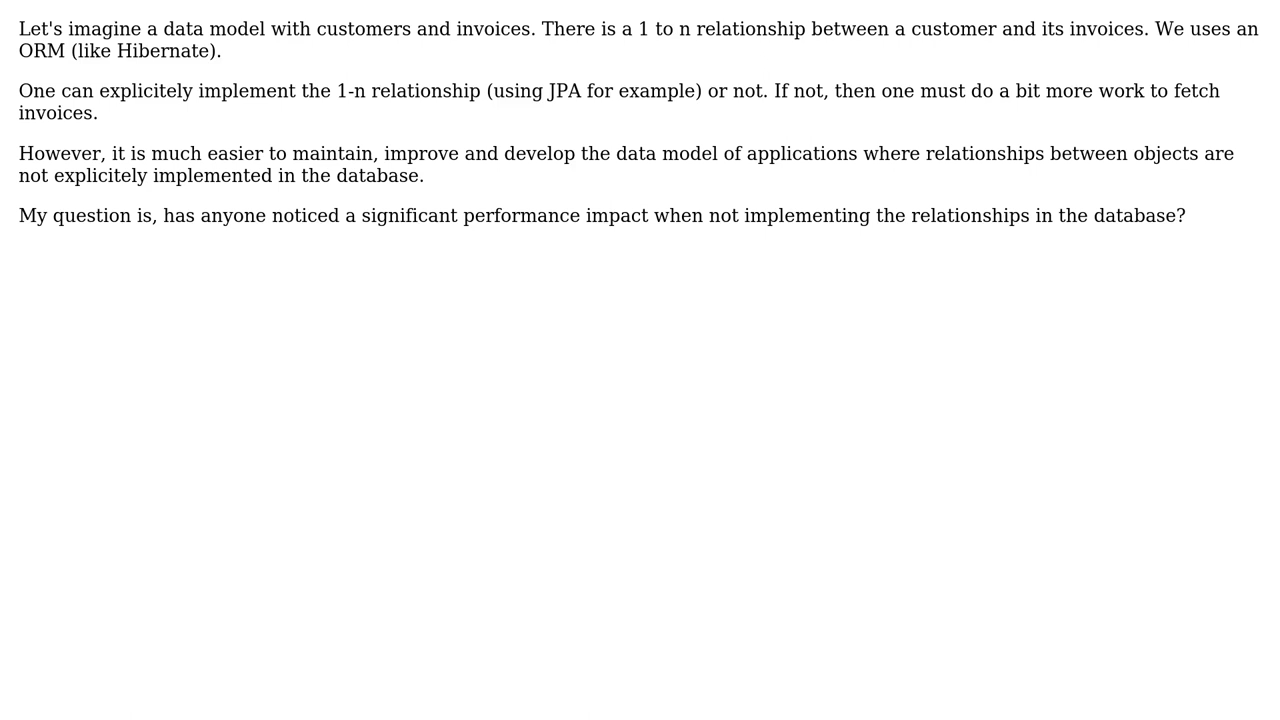 Let's imagine a data model with customers and invoices. There is a 1 to n relationship between a customer and its invoices. We uses an
ORM (like Hibernate).
One can explicitely implement the 1-n relationship (using JPA for example) or not. If not, then one must do a bit more work to fetch
invoices.
However, it is much easier to maintain, improve and develop the data model of applications where relationships between objects are
not explicitely implemented in the database.
My question is, has anyone noticed a significant performance impact when not implementing the relationships in the database?